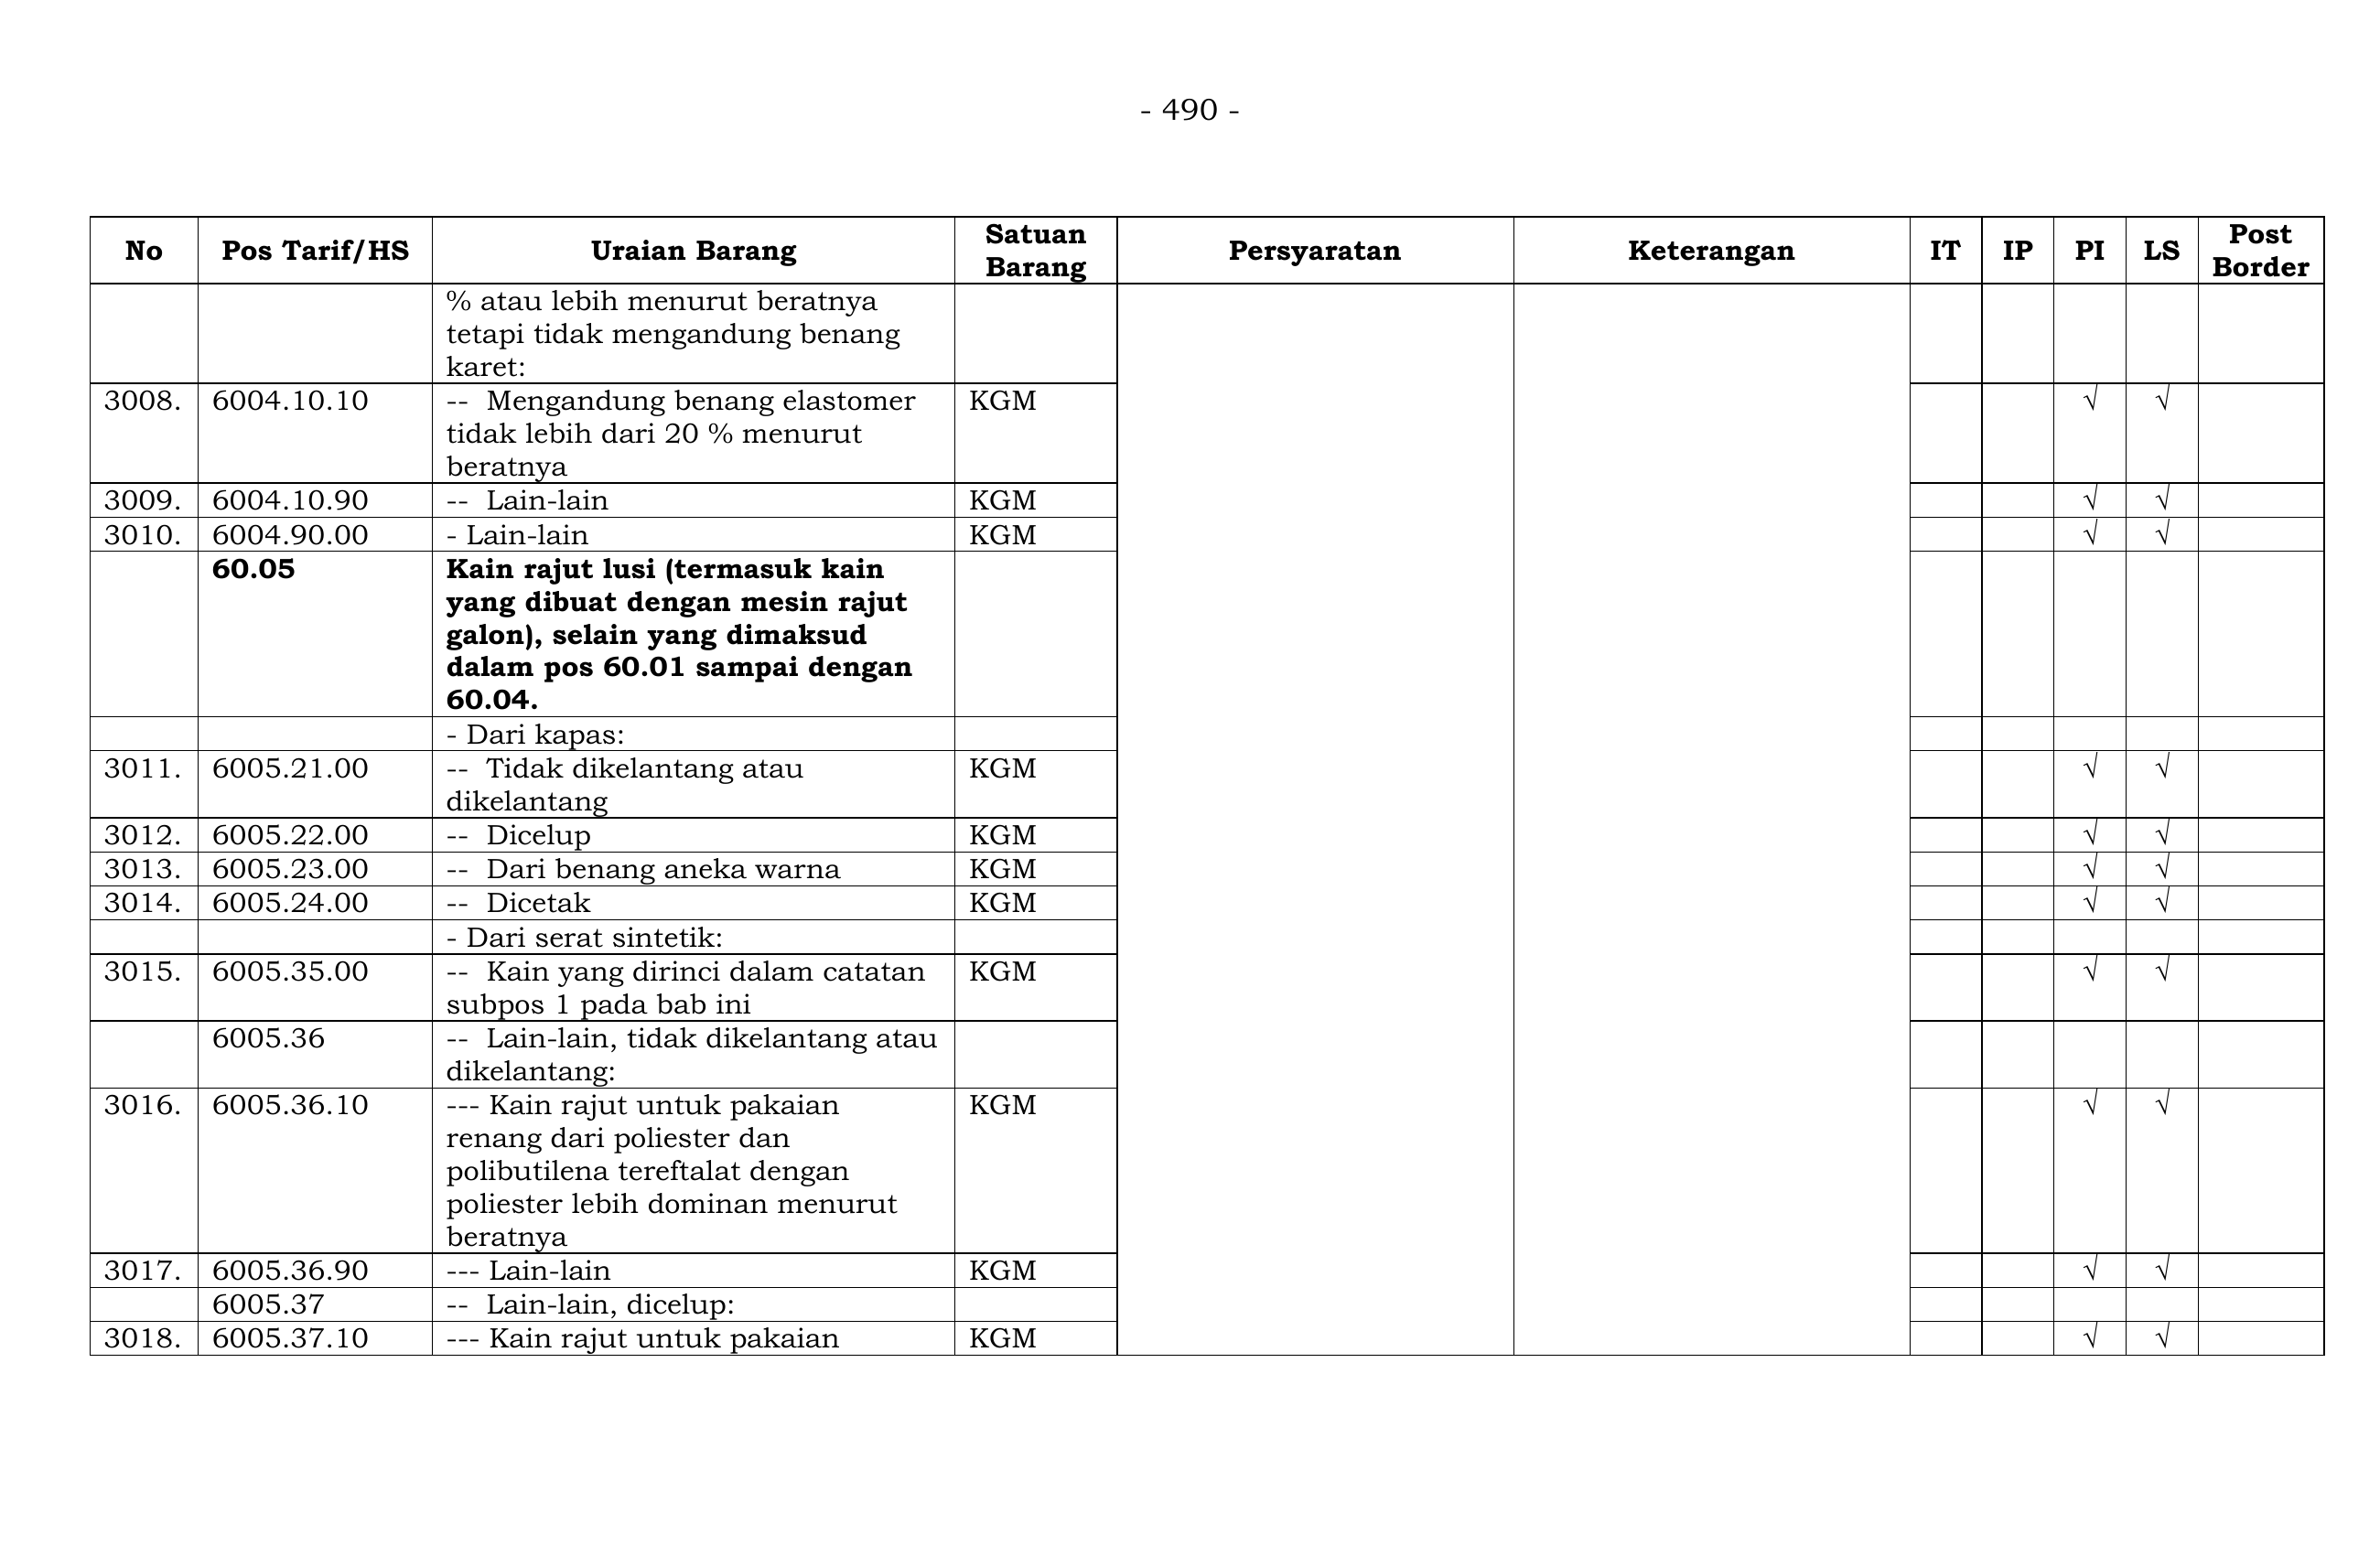 - 490 -
No Pos Tarif/HS Uraian Barang Satuan Barang Persyaratan Keterangan IT IP PI LS Post Border
% atau lebih menurut beratnya
tetapi tidak mengandung benang
karet:
3008. 6004.10.10 -- Mengandung benang elastomer KGM √ √
tidak lebih dari 20 % menurut
beratnya
3009. 6004.10.90 -- Lain-lain KGM √ √
3010. 6004.90.00 - Lain-lain KGM √ √
60.05 Kain rajut lusi (termasuk kain
yang dibuat dengan mesin rajut
galon), selain yang dimaksud
dalam pos 60.01 sampai dengan
60.04.
- Dari kapas:
3011. 6005.21.00 -- Tidak dikelantang atau KGM √ √
dikelantang
3012. 6005.22.00 -- Dicelup KGM √ √
3013. 6005.23.00 -- Dari benang aneka warna KGM √ √
3014. 6005.24.00 -- Dicetak KGM √ √
- Dari serat sintetik:
3015. 6005.35.00 -- Kain yang dirinci dalam catatan KGM √ √
subpos 1 pada bab ini
6005.36 -- Lain-lain, tidak dikelantang atau
dikelantang:
3016. 6005.36.10 --- Kain rajut untuk pakaian KGM √ √
renang dari poliester dan
polibutilena tereftalat dengan
poliester lebih dominan menurut
beratnya
3017. 6005.36.90 --- Lain-lain KGM √ √
6005.37 -- Lain-lain, dicelup:
3018. 6005.37.10 --- Kain rajut untuk pakaian KGM √ √